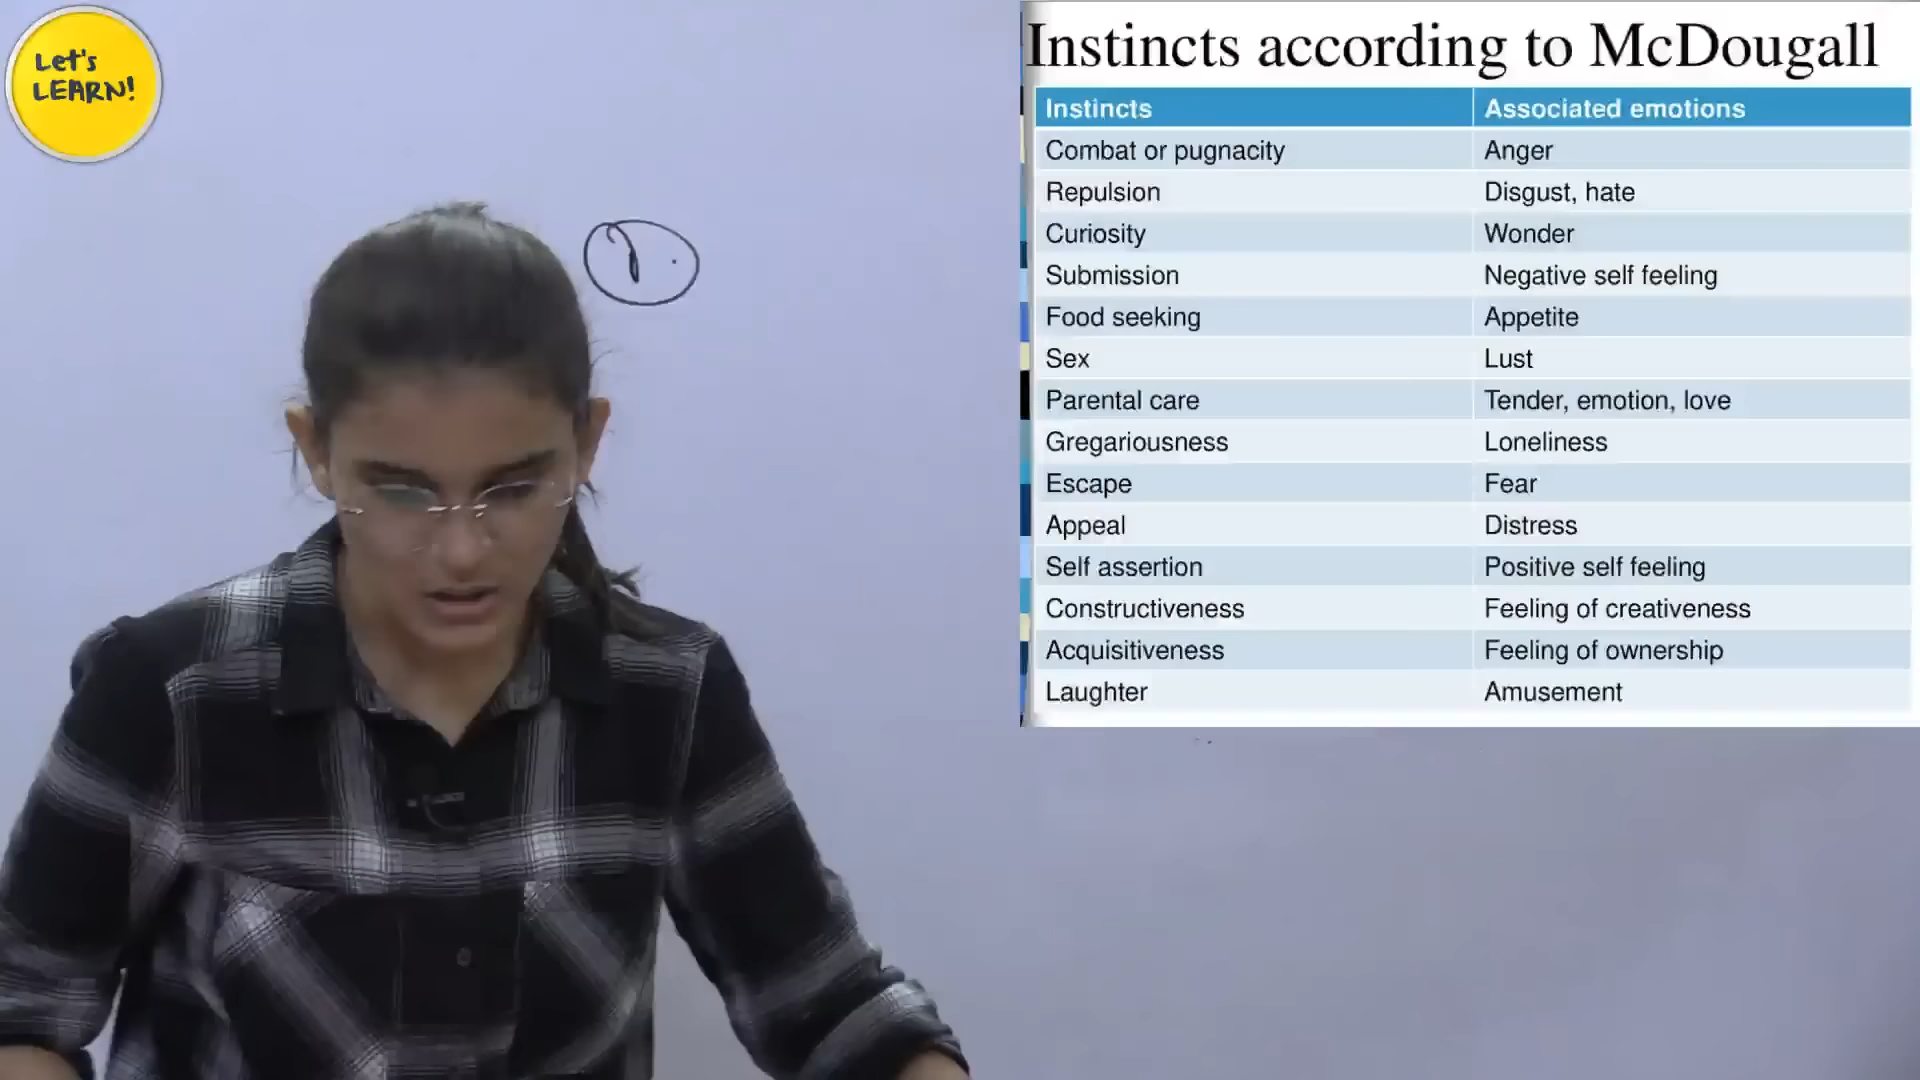 Let's
LEARN!
Instincts according to McDougall
Instincts Associated emotions
Combat or pugnacity Anger
Repulsion Disgust, hate
Curiosity Wonder
Submission Negative self feeling
Food seeking Appetite
Sex Lust
Parental care Tender, emotion, love
Gregariousness Loneliness
Escape Fear
Appeal Distress
Self assertion Positive self feeling
Constructiveness Feeling of creativeness
Acquisitiveness Feeling of ownership
Laughter Amusement